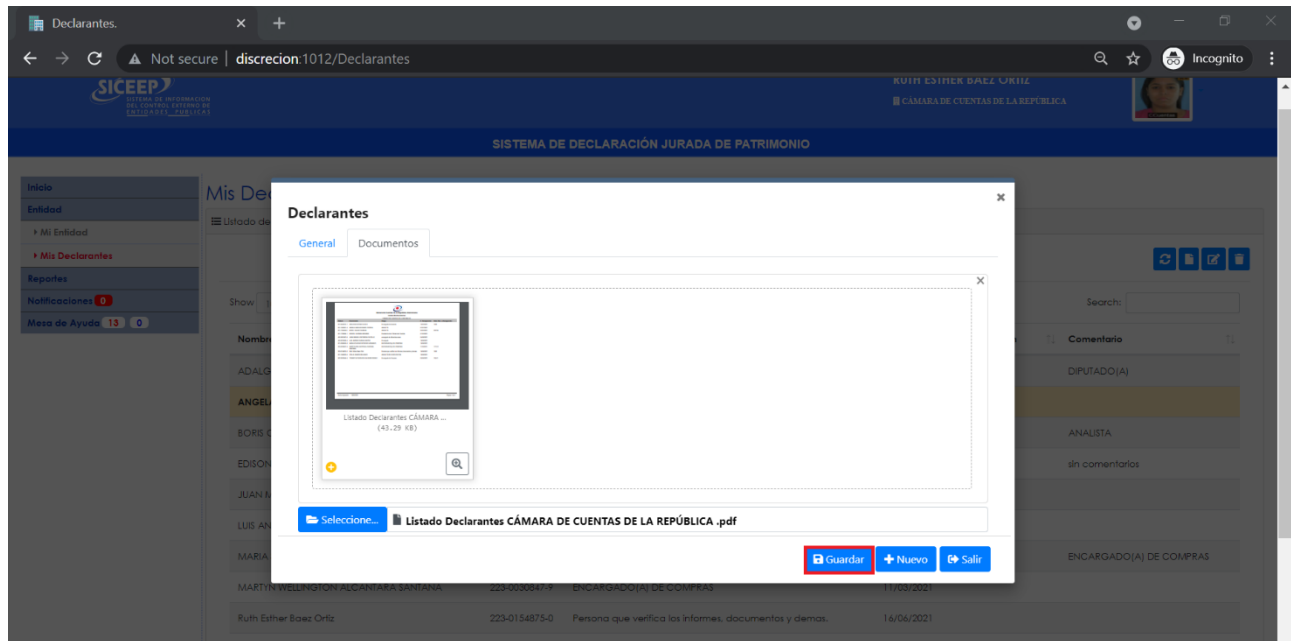 Declarantes.
Not secure | discrecion:1012/Declarantes
Incognito
SICEEP
SISTEMA DE INFORMACION
DEL CONTROL EXTERNO DE
ENTIDADES PUBLICAS
RUTH ESTHER BAEZ ORTIZ
CÁMARA DE CUENTAS DE LA REPÚBLICA
SISTEMA DE DECLARACIÓN JURADA DE PATRIMONIO
Inicio
Entidad
Mi Entidad
Mis Declarantes
Reportes
Notificaciones 0
Mesa de Ayuda 13 0
Mis De
Listado de
Show
Search:
Nombre
Comentario
ADALG
DIPUTADO(A)
ANGEL
BORIS
ANALISTA
EDISON
sin comentarios
JUAN
LUIS AN
MARIA
ENCARGADO(A) DE COMPRAS
MARTYN WELLINGTON ALCANTARA SANTANA 223-0030847-9 ENCARGADO(A) DE COMPRAS 11/03/2021
Ruth Esther Baez Ortiz 223-0154875-0 Persona que verifica los informes, documentos y demas. 16/06/2021
Declarantes
General Documentos
Listado Declarantes CÁMARA ...
(43.29 KB)
Seleccione... Listado Declarantes CÁMARA DE CUENTAS DE LA REPÚBLICA .pdf
Guardar Nuevo Salir